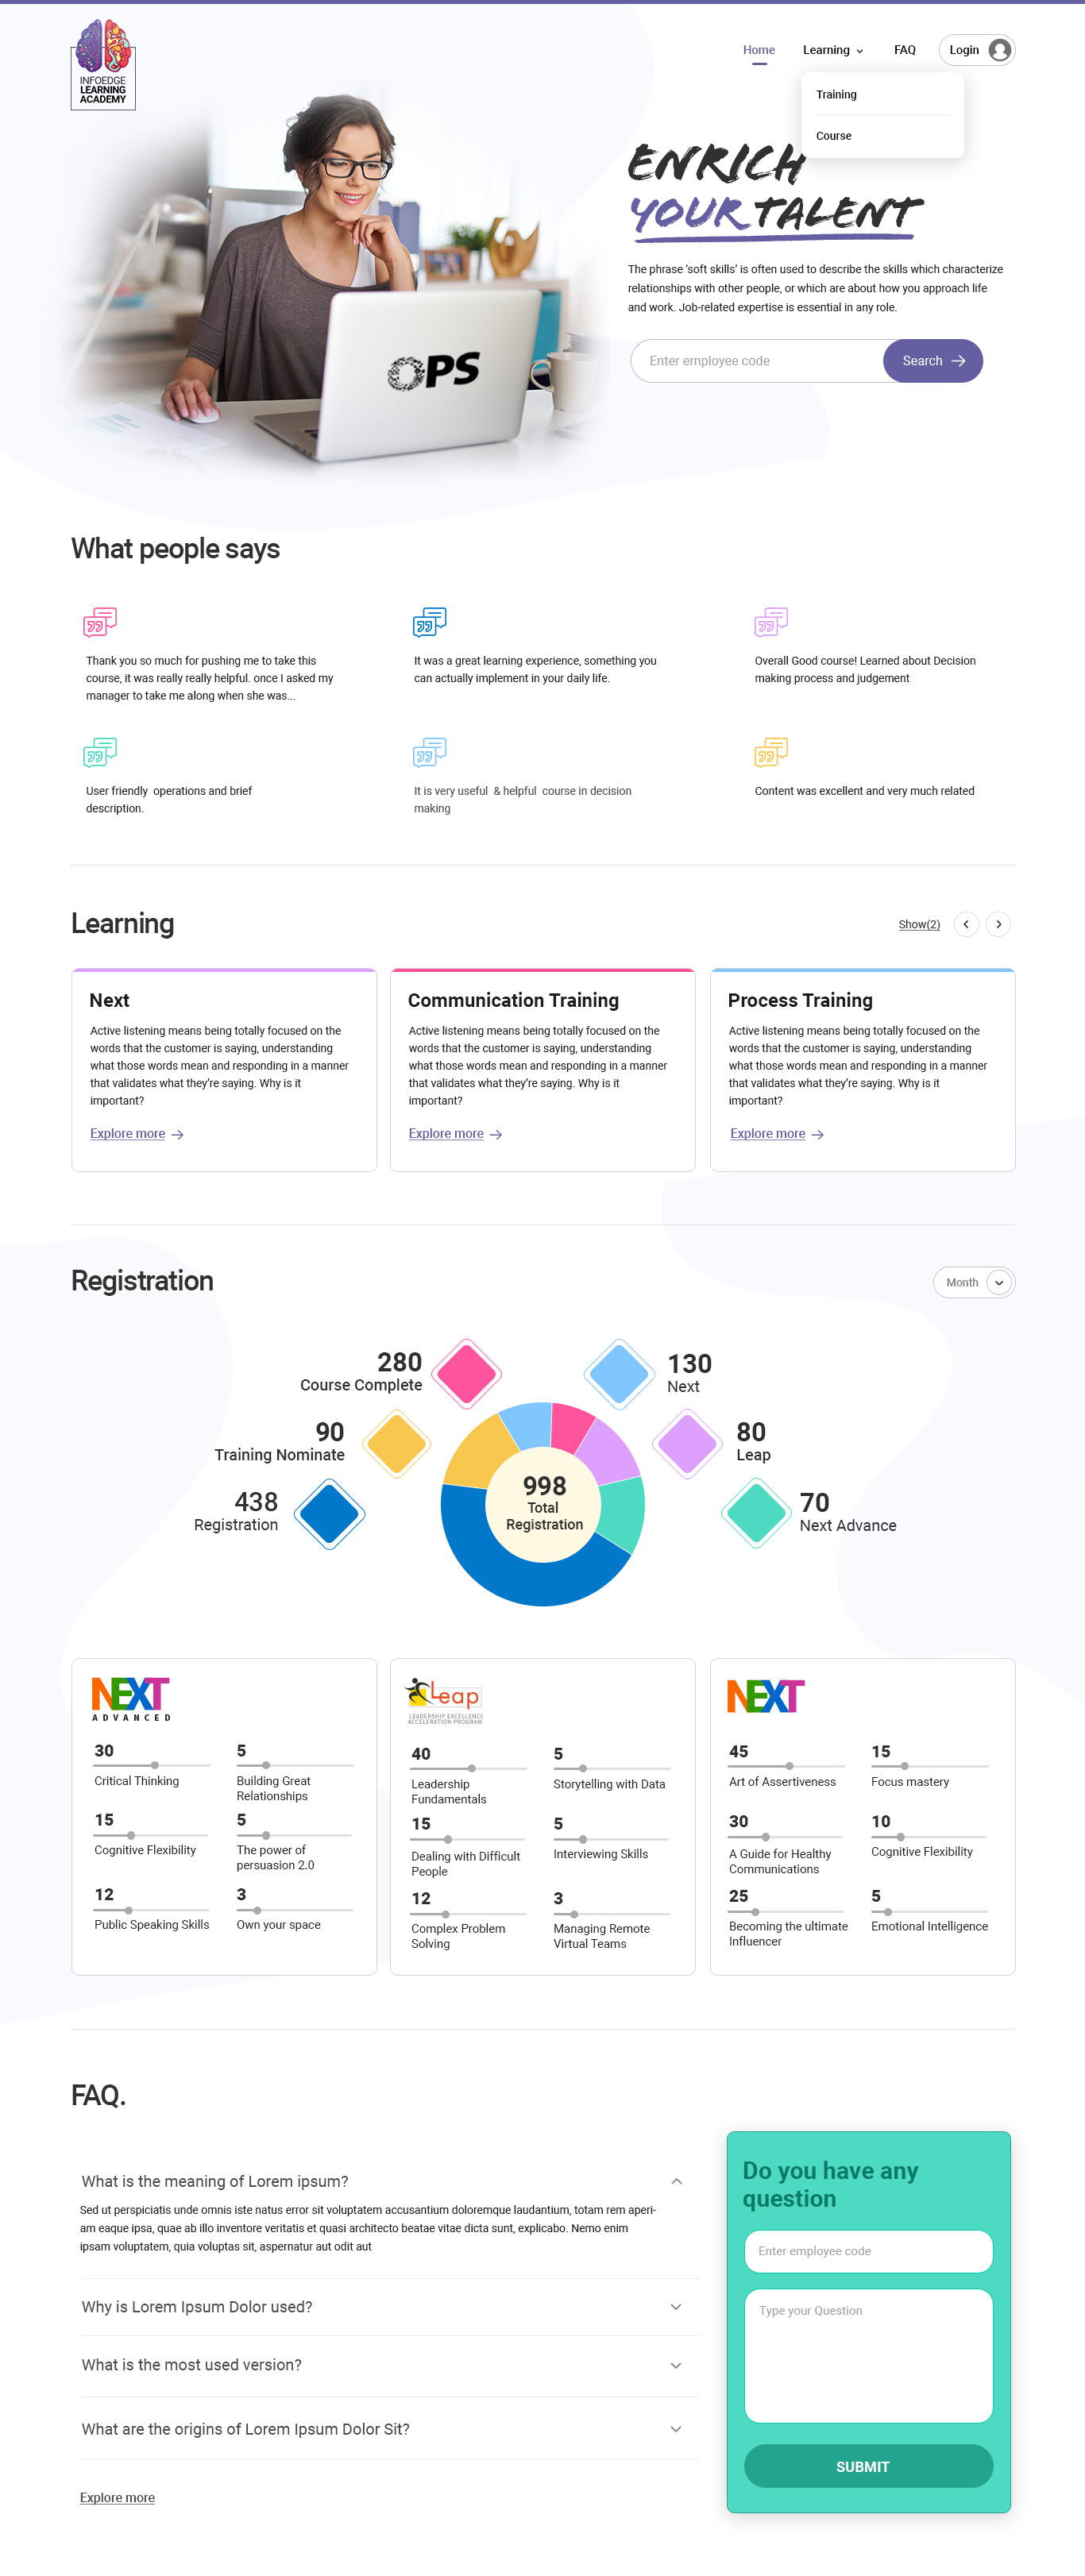 INFOEDGE
LEARNING
ACADEMY
Home
Learning
FAQ
Login
Training
Course
ENRICH
YOUR TALENT
The phrase ‘soft skills’ is often used to describe the skills which characterize
relationships with other people, or which are about how you approach life
and work. Job-related expertise is essential in any role.
OPS
Enter employee code
Search
What people says
Thank you so much for pushing me to take this
course, it was really really helpful. once I asked my
manager to take me along when she was...
It was a great learning experience, something you
can actually implement in your daily life.
Overall Good course! Learned about Decision
making process and judgement
User friendly operations and brief
description.
It is very useful & helpful course in decision
making
Content was excellent and very much related
Learning
Show(2)
Next
Active listening means being totally focused on the
words that the customer is saying, understanding
what those words mean and responding in a manner
that validates what they’re saying. Why is it
important?
Explore more
Communication Training
Active listening means being totally focused on the
words that the customer is saying, understanding
what those words mean and responding in a manner
that validates what they’re saying. Why is it
important?
Explore more
Process Training
Active listening means being totally focused on the
words that the customer is saying, understanding
what those words mean and responding in a manner
that validates what they’re saying. Why is it
important?
Explore more
Registration
Month
280
Course Complete
130
Next
90
Training Nominate
80
Leap
438
Registration
70
Next Advance
998
Total
Registration
NEXT
ADVANCED
30
Critical Thinking
5
Building Great
Relationships
15
Cognitive Flexibility
5
The power of
persuasion 2.0
12
Public Speaking Skills
3
Own your space
Leap
LEADERSHIP EXCELLENCE
ACCELERATION PROGRAM
40
Leadership
Fundamentals
5
Storytelling with Data
15
Dealing with Difficult
People
5
Interviewing Skills
12
Complex Problem
Solving
3
Managing Remote
Virtual Teams
NEXT
45
Art of Assertiveness
15
Focus mastery
30
A Guide for Healthy
Communications
10
Cognitive Flexibility
25
Becoming the ultimate
Influencer
5
Emotional Intelligence
FAQ.
What is the meaning of Lorem ipsum?
Sed ut perspiciatis unde omnis iste natus error sit voluptatem accusantium doloremque laudantium, totam rem aperi-
am eaque ipsa, quae ab illo inventore veritatis et quasi architecto beatae vitae dicta sunt, explicabo. Nemo enim
ipsam voluptatem, quia voluptas sit, aspernatur aut odit aut
Why is Lorem Ipsum Dolor used?
What is the most used version?
What are the origins of Lorem Ipsum Dolor Sit?
Explore more
Do you have any
question
Enter employee code
Type your Question
SUBMIT